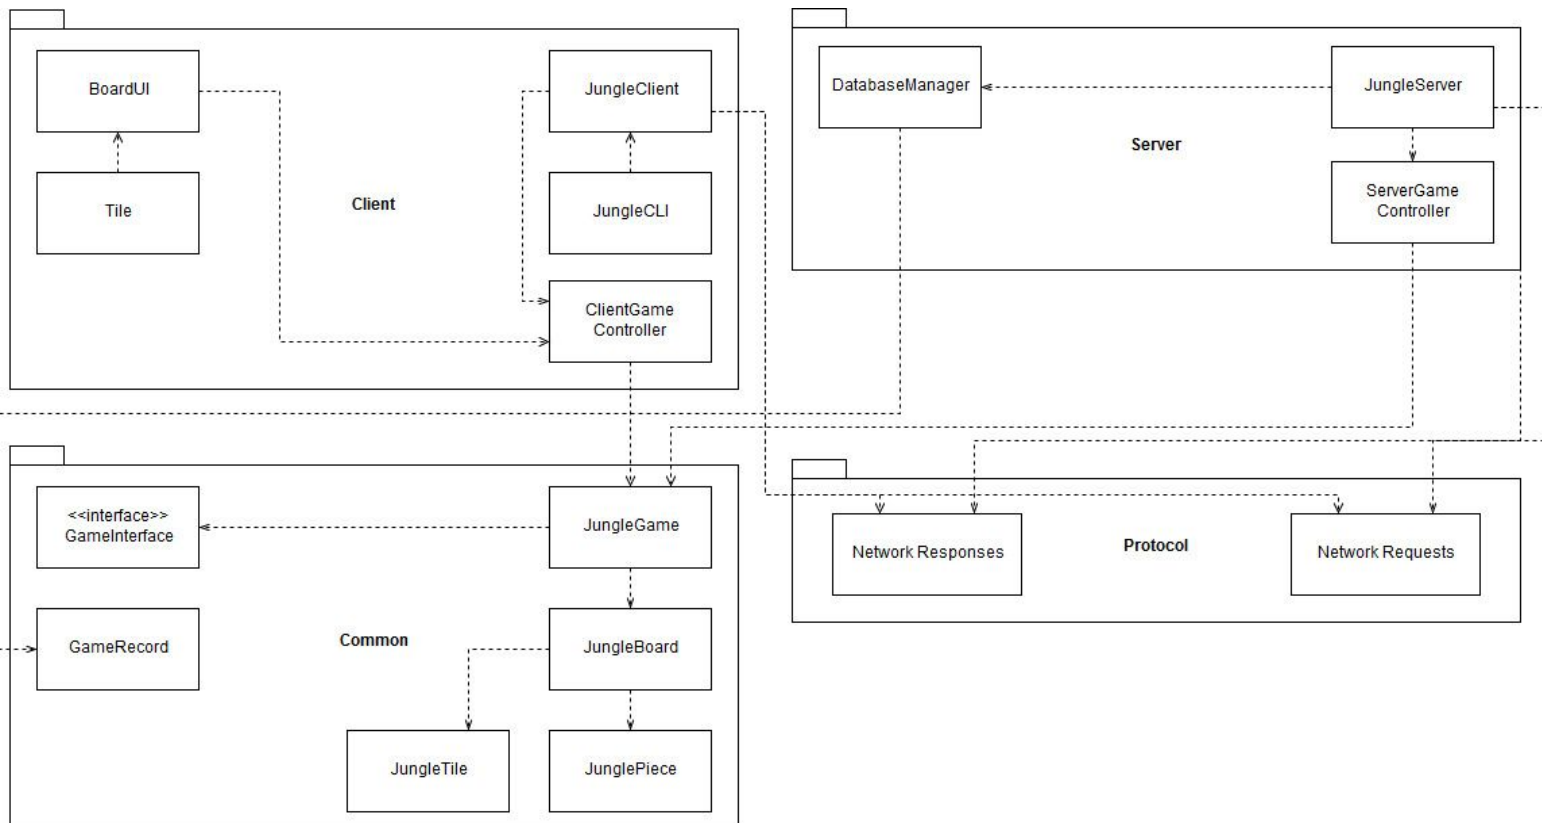 BoardUI
JungleClient
Tile
Client
JungleCLI
ClientGame
Controller
DatabaseManager
JungleServer
Server
ServerGame
Controller
<<interface>>
GameInterface
JungleGame
GameRecord
Common
JungleBoard
JungleTile
JunglePiece
Network Responses
Protocol
Network Requests